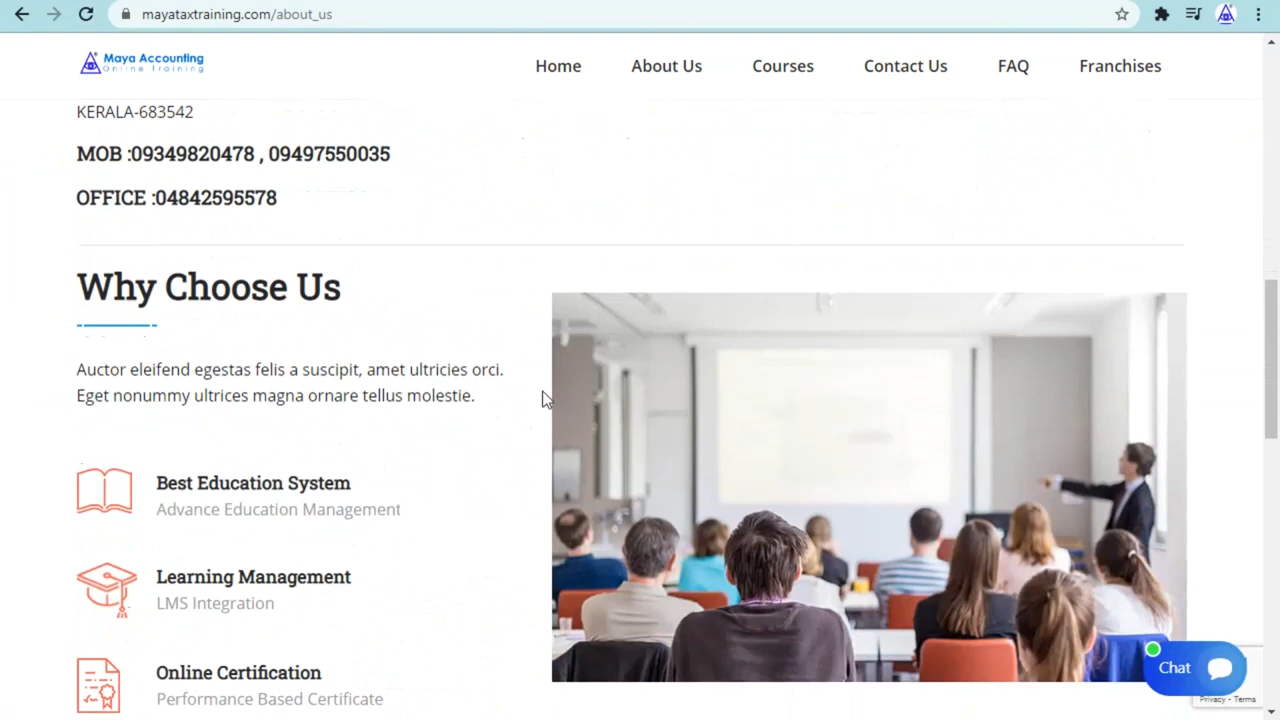 mayataxtraining.com/about_us
Maya Accounting
Online Training
Home About Us Courses Contact Us FAQ Franchises
KERALA-683542
MOB :09349820478 , 09497550035
OFFICE :04842595578
Why Choose Us
Auctor eleifend egestas felis a suscipit, amet ultricies orci.
Eget nonummy ultrices magna ornare tellus molestie.
Best Education System
Advance Education Management
Learning Management
LMS Integration
Online Certification
Performance Based Certificate
Chat
Privacy - Terms